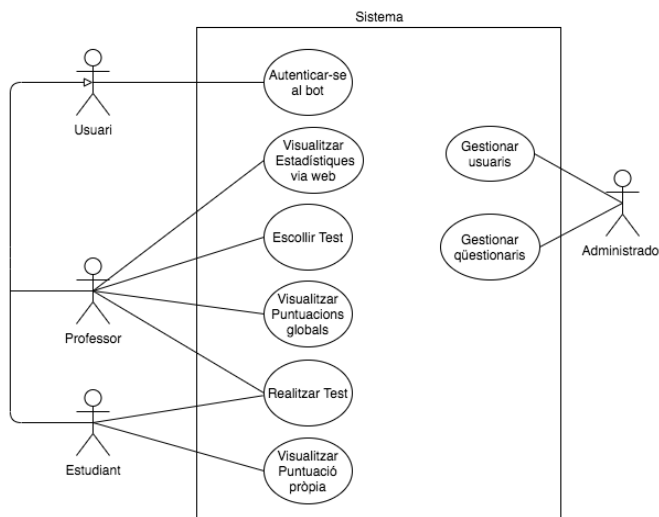 Sistema
Autenticar-se
al bot
Usuari
Visualitzar
Estadístiques
via web
Gestionar
usuaris
Escollir Test
Gestionar
qüestionaris
Administrado
Visualitzar
Puntuacions
globals
Professor
Realitzar Test
Estudiant
Visualitzar
Puntuació
pròpia